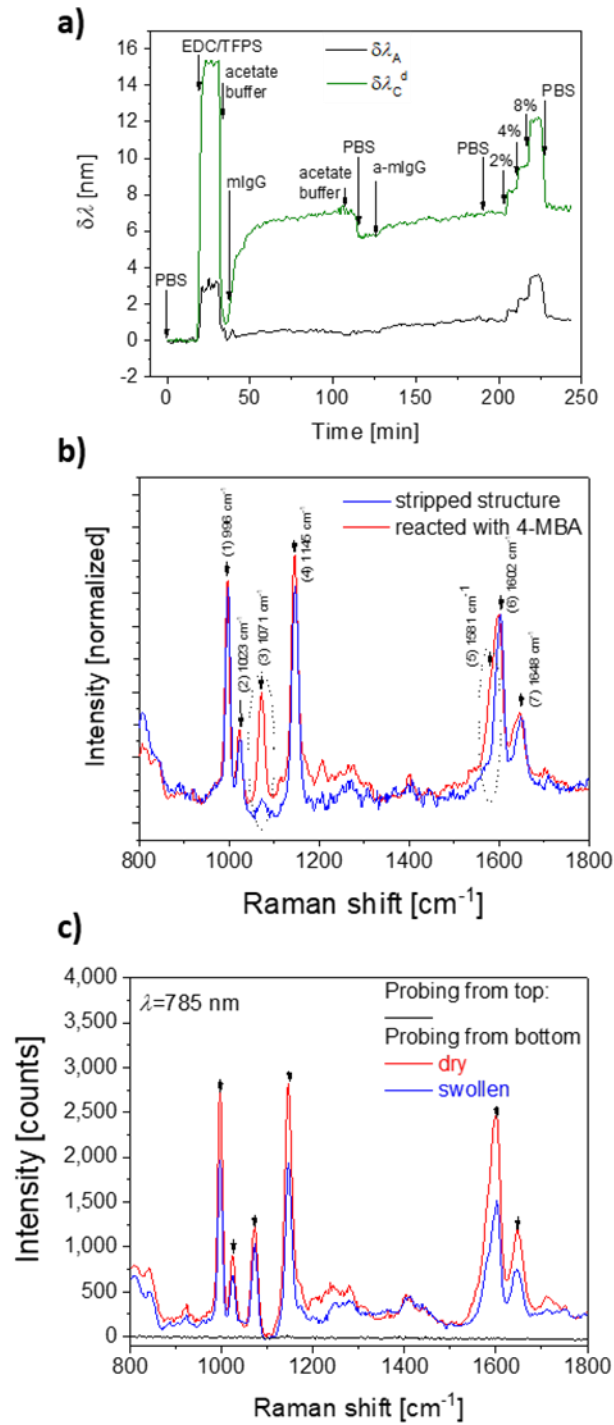 a)
16
14
12
10
8
6
4
2
0
-2
δλ [nm]
EDC/TFPS
acetate
buffer
δλA
δλCd
8%
PBS
4%
2%
PBS
mIgG
acetate
buffer
PBS
a-mIgG
PBS
0 50 100 150 200 250
Time [min]
b)
Intensity [normalized]
stripped structure
reacted with 4-MBA
(1) 996 cm-1
(2) 1023 cm-1
(3) 1071 cm-1
(4) 1145 cm-1
(5) 1581 cm-1
(6) 1602 cm-1
(7) 1648 cm-1
800 1000 1200 1400 1600 1800
Raman shift [cm-1]
c)
4,000
3,500
3,000
2,500
2,000
1,500
1,000
500
0
Intensity [counts]
λ=785 nm
Probing from top:
Probing from bottom
dry
swollen
800 1000 1200 1400 1600 1800
Raman shift [cm-1]